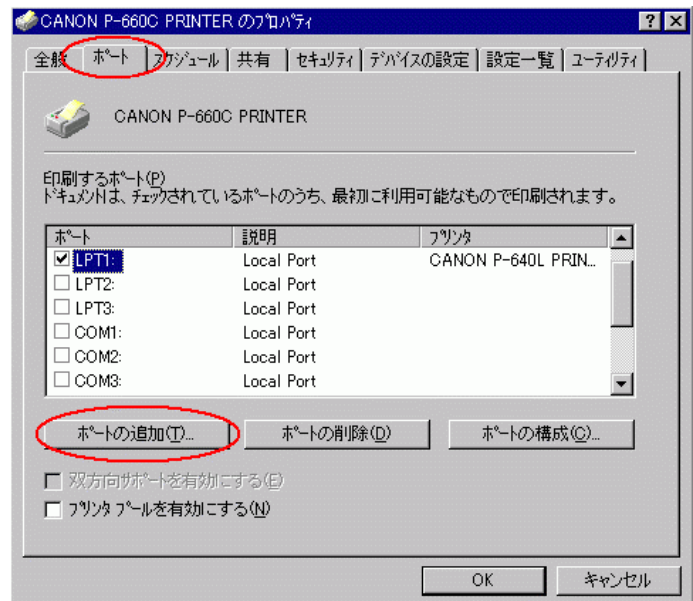 CANON P-660C PRINTER のﾌﾟﾛﾊﾟﾃｨ
全般 ﾎﾟｰﾄ ｽｹｼﾞｭｰﾙ 共有 ｾｷｭﾘﾃｨ ﾃﾞﾊﾞｲｽの設定 設定一覧 ﾕｰﾃｨﾘﾃｨ
CANON P-660C PRINTER
印刷するﾎﾟｰﾄ(P)
ﾄﾞｷｭﾒﾝﾄは、ﾁｪｯｸされているﾎﾟｰﾄのうち、最初に利用可能なもので印刷されます。
ﾎﾟｰﾄ 説明 ﾌﾟﾘﾝﾀ
LPT1: Local Port CANON P-640L PRIN...
LPT2: Local Port
LPT3: Local Port
COM1: Local Port
COM2: Local Port
COM3: Local Port
ﾎﾟｰﾄの追加(T)... ﾎﾟｰﾄの削除(D) ﾎﾟｰﾄの構成(C)...
双方向ｻﾎﾟｰﾄを有効にする(E)
ﾌﾟﾘﾝﾀ ﾌﾟｰﾙを有効にする(N)
OK ｷｬﾝｾﾙ